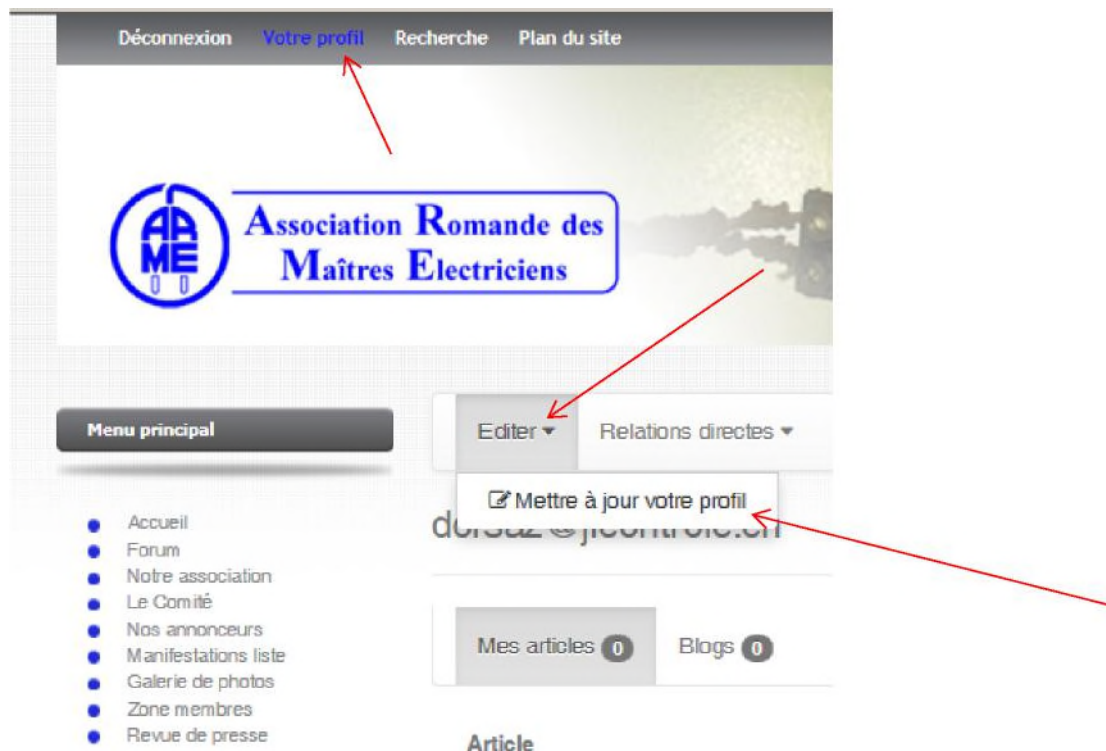 Déconnexion Votre profil Recherche Plan du site
ARME
Association Romande des
Maîtres Electriciens
Menu principal
Editer Relations directes
Mettre à jour votre profil
Accueil
Forum
Notre association
Le Comité
Nos annonceurs
Manifestations liste
Galerie de photos
Zone membres
Revue de presse
Mes articles 0 Blogs 0
Article